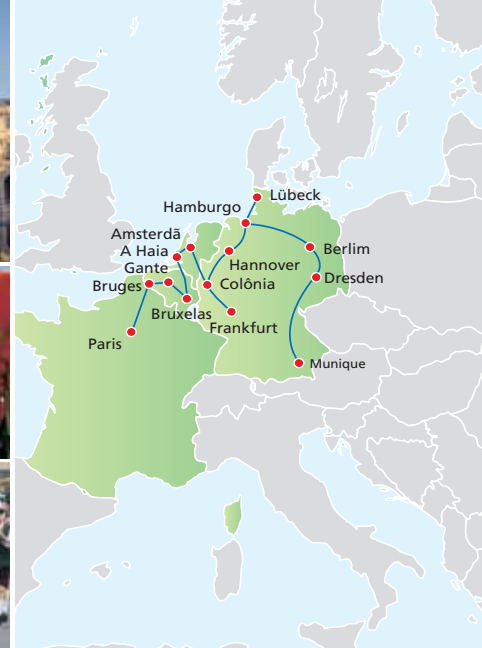 Lübeck
Hamburgo
Amsterdã
A Haia
Gante
Bruges
Bruxelas
Paris
Hannover
Colônia
Frankfurt
Berlim
Dresden
Munique